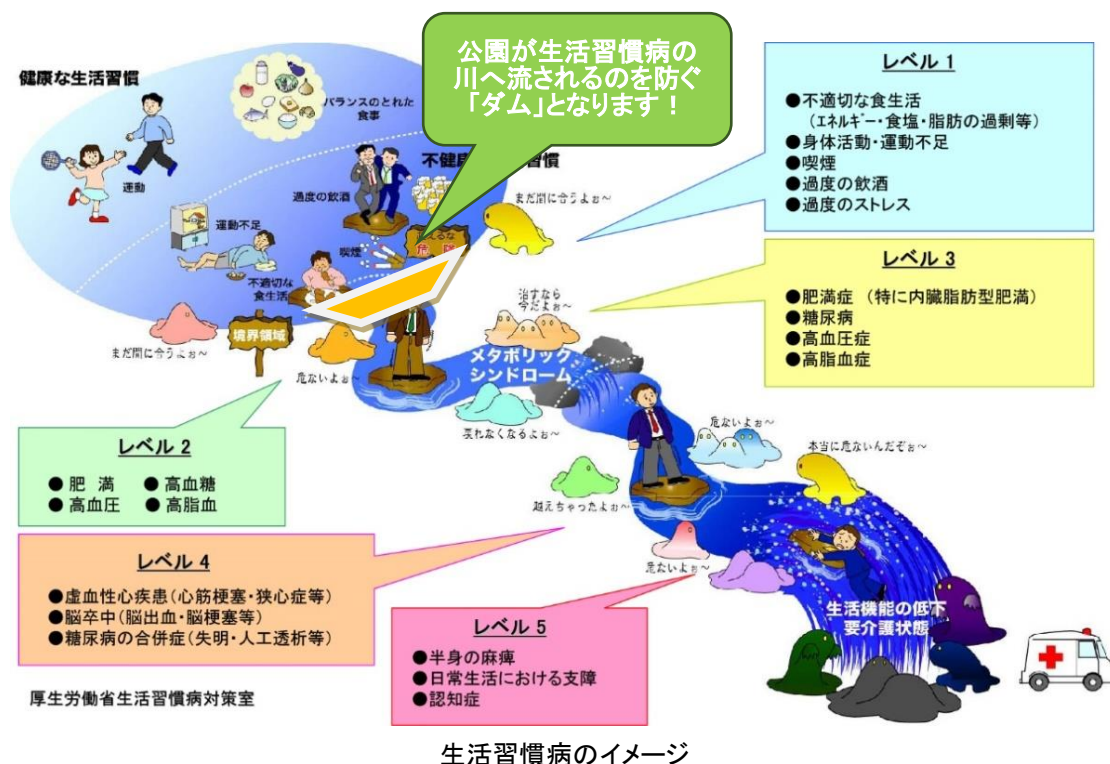 公園が生活習慣病の
川へ流されるのを防ぐ
「ダム」となります！
健康な生活習慣
バランスのとれた
食事
運動
不健康
習慣
過度の飲酒
運動不足
喫煙
危険
不適切な
食生活
まだ間に合うよぉ～
レベル 1
●不適切な食生活
（エネルギー・食塩・脂肪の過剰等）
●身体活動・運動不足
●喫煙
●過度の飲酒
●過度のストレス
レベル 3
●肥満症 （特に内臓脂肪型肥満）
●糖尿病
●高血圧症
●高脂血症
治すなら
今だよぉ～
境界領域
まだ間に合うよぉ～
危ないよぉ～
メタボリック
シンドローム
戻れなくなるよぉ～
レベル 2
● 肥 満 ● 高血糖
● 高血圧 ● 高脂血
危ないよぉ～
本当に危ないんだぞぉ～
越えちゃったよぉ～
レベル 4
●虚血性心疾患（心筋梗塞・狭心症等）
●脳卒中（脳出血・脳梗塞等）
●糖尿病の合併症（失明・人工透析等）
危ないよぉ～
レベル 5
●半身の麻痺
●日常生活における支障
●認知症
生活機能の低下
要介護状態
厚生労働省生活習慣病対策室
生活習慣病のイメージ